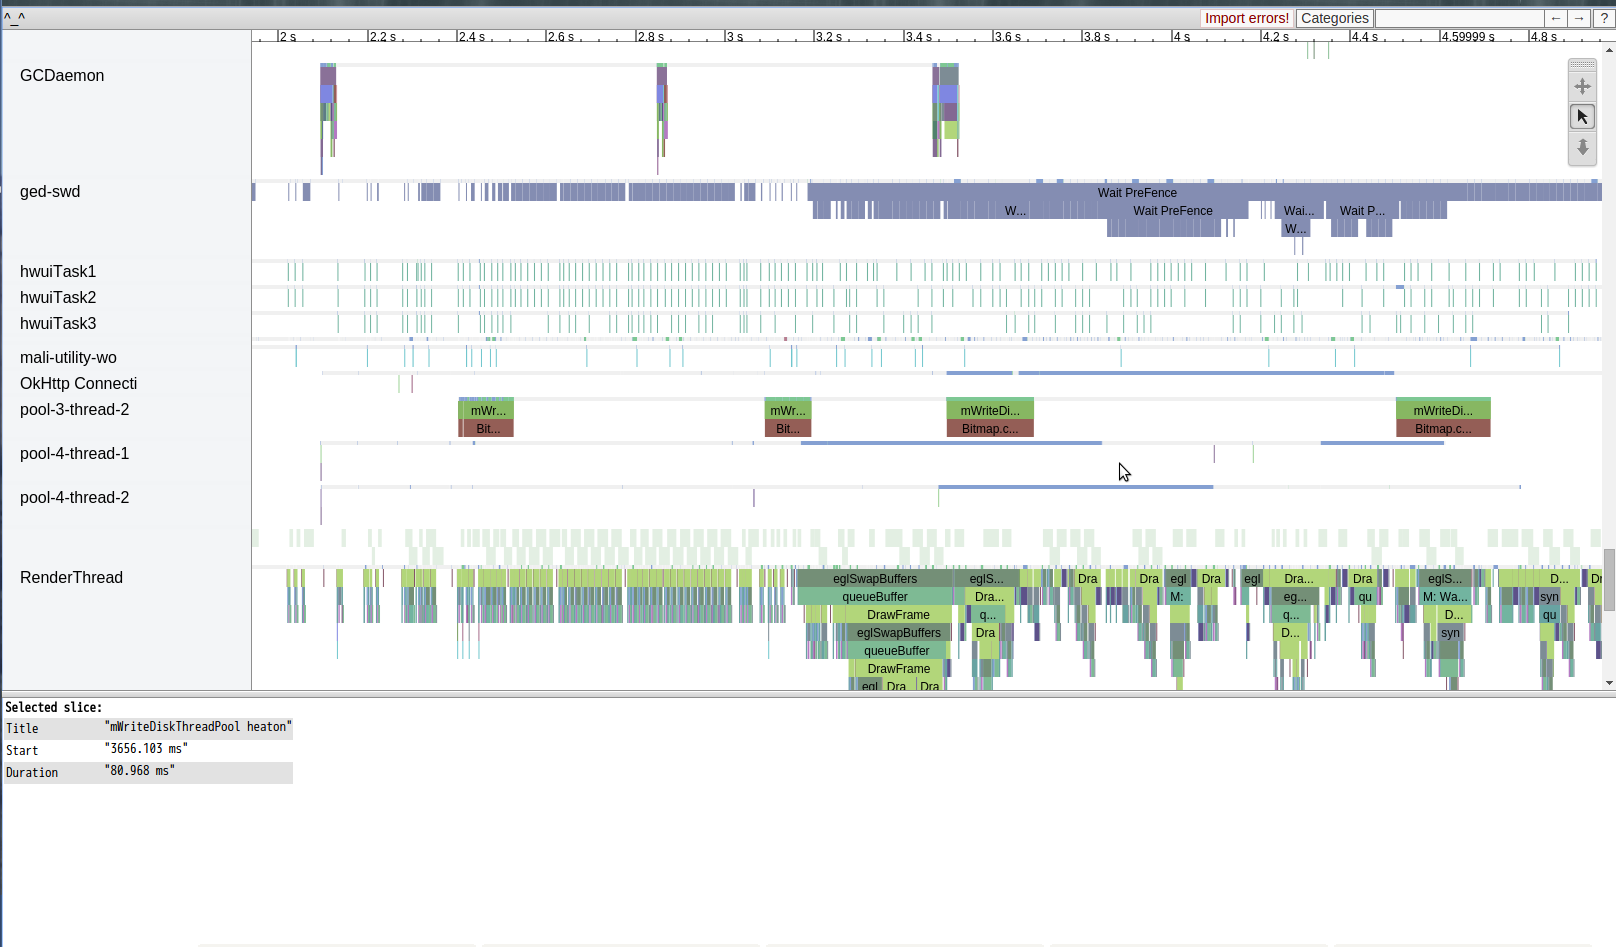 ^_^ Import errors! Categories ← → ?
2 s 2.2 s 2.4 s 2.6 s 2.8 s 3 s 3.2 s 3.4 s 3.6 s 3.8 s 4 s 4.2 s 4.4 s 4.59999 s 4.8 s
GCDaemon
ged-swd Wait PreFence
W... Wait PreFence Wai... Wait P...
W...
hwuiTask1
hwuiTask2
hwuiTask3
mali-utility-wo
OkHttp Connecti
pool-3-thread-2 mWr... mWr... mWriteDi... mWriteDi...
Bit... Bit... Bitmap.c... Bitmap.c...
pool-4-thread-1
pool-4-thread-2
RenderThread eglSwapBuffers eglS... Dra Dra egl Dra egl Dra... Dra eglS... D... Dr
queueBuffer Dra... M: eg... qu M: Wa... syn
DrawFrame q... q... D... qu
eglSwapBuffers Dra D... syn
queueBuffer
DrawFrame
egl Dra Dra
Selected slice:
Title "mWriteDiskThreadPool heaton"
Start "3656.103 ms"
Duration "80.968 ms"